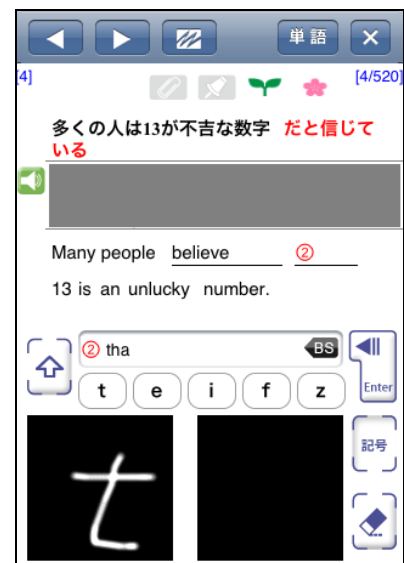 単語
[4]
[4/520]
多くの人は13が不吉な数字 だと信じて
いる
Many people believe ②
13 is an unlucky number.
② tha
BS
Enter
t e i f z
記号
t